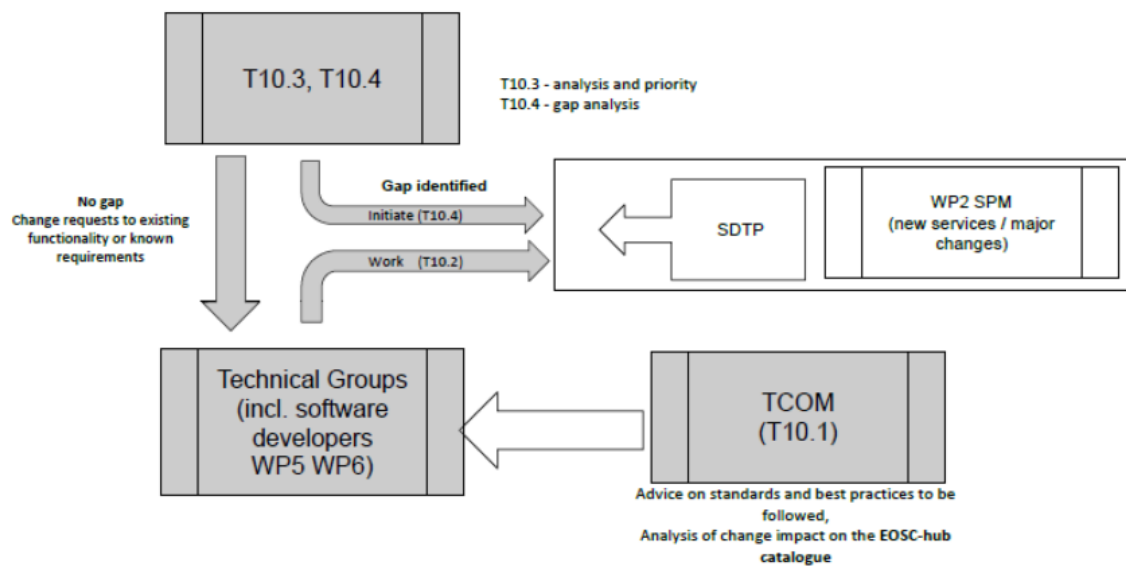 T10.3, T10.4
T10.3 - analysis and priority
T10.4 - gap analysis
No gap
Change requests to existing
functionality or known
requirements
Gap identified
Initiate (T10.4)
Work (T10.2)
SDTP
WP2 SPM
(new services / major
changes)
Technical Groups
(incl. software
developers
WP5 WP6)
TCOM
(T10.1)
Advice on standards and best practices to be
followed,
Analysis of change impact on the EOSC-hub
catalogue